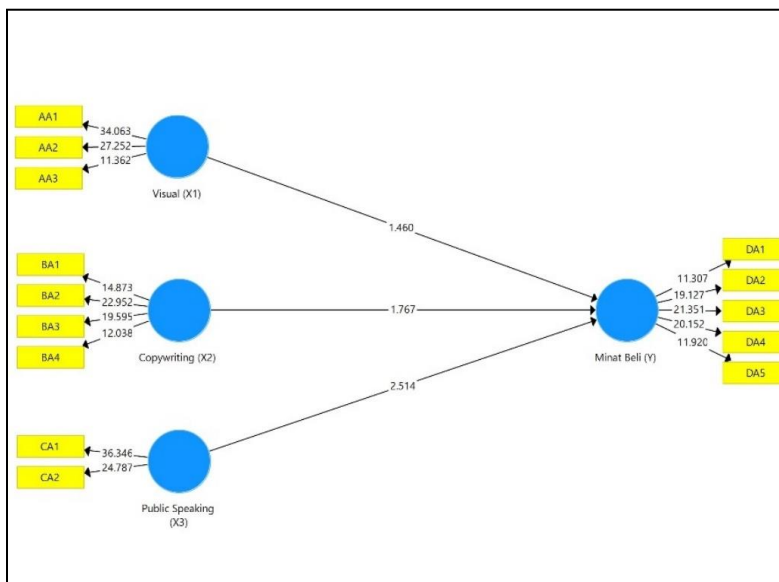 AA1
34.063
AA2
27.252
AA3
11.362
Visual (X1)
1.460
BA1
14.873
BA2
22.952
BA3
19.595
BA4
12.038
Copywriting (X2)
1.767
DA1
11.307
DA2
19.127
DA3
21.351
DA4
20.152
DA5
11.920
Minat Beli (Y)
2.514
CA1
36.346
CA2
24.787
Public Speaking
(X3)